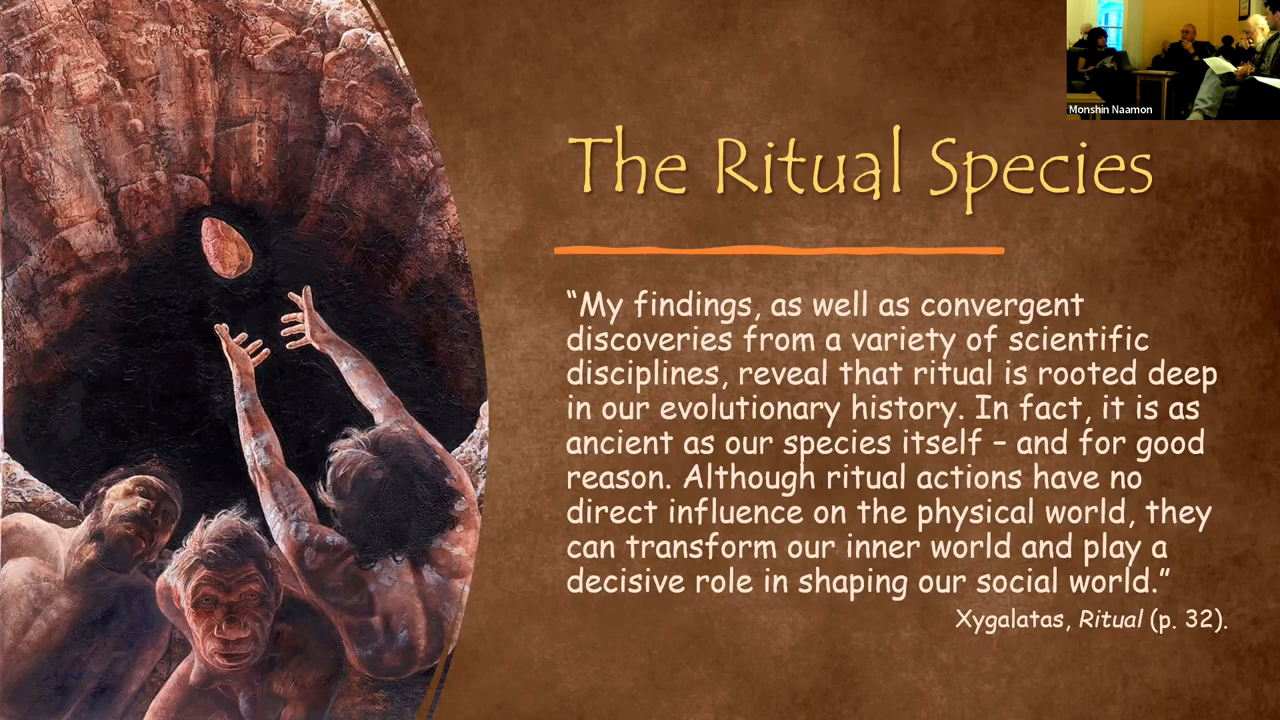 Monshin Naamon
The Ritual Species
“My findings, as well as convergent
discoveries from a variety of scientific
disciplines, reveal that ritual is rooted deep
in our evolutionary history. In fact, it is as
ancient as our species itself – and for good
reason. Although ritual actions have no
direct influence on the physical world, they
can transform our inner world and play a
decisive role in shaping our social world.”
Xygalatas, Ritual (p. 32).